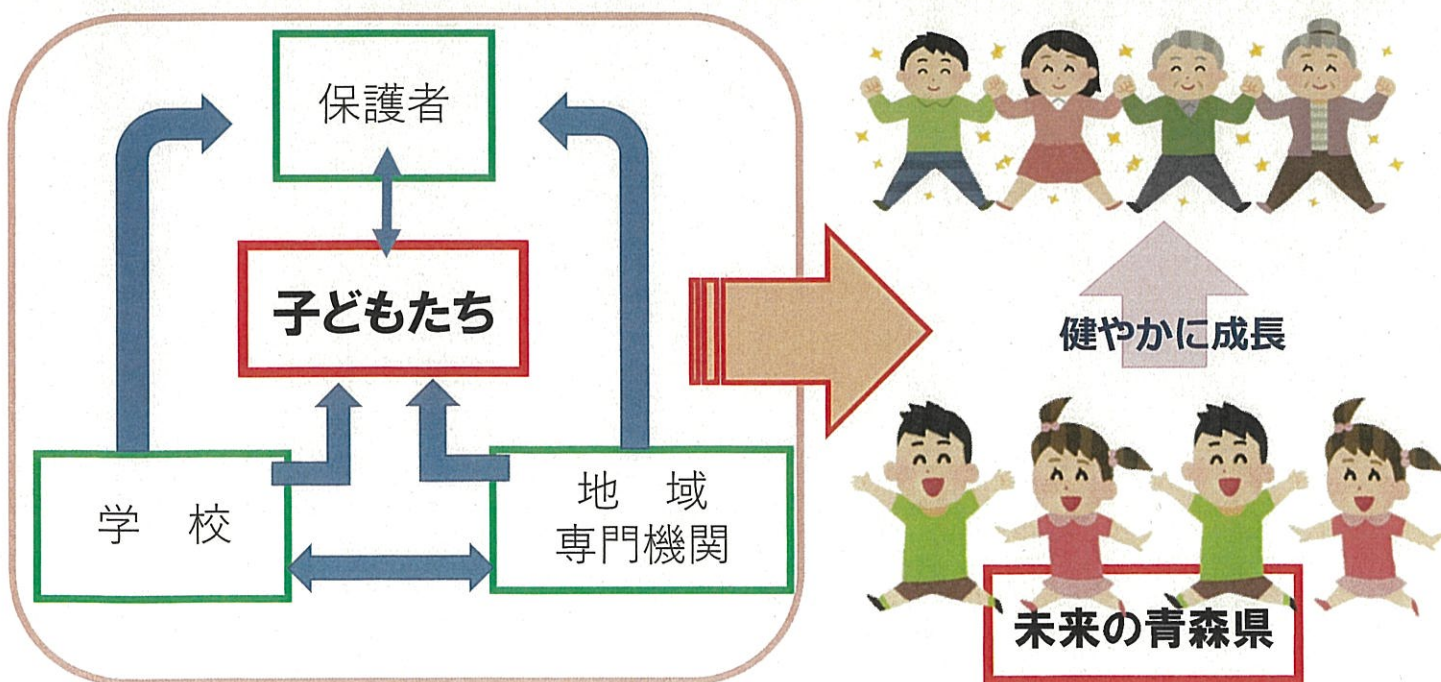 保護者
子どもたち
学　校
地　域
専門機関
健やかに成長
未来の青森県